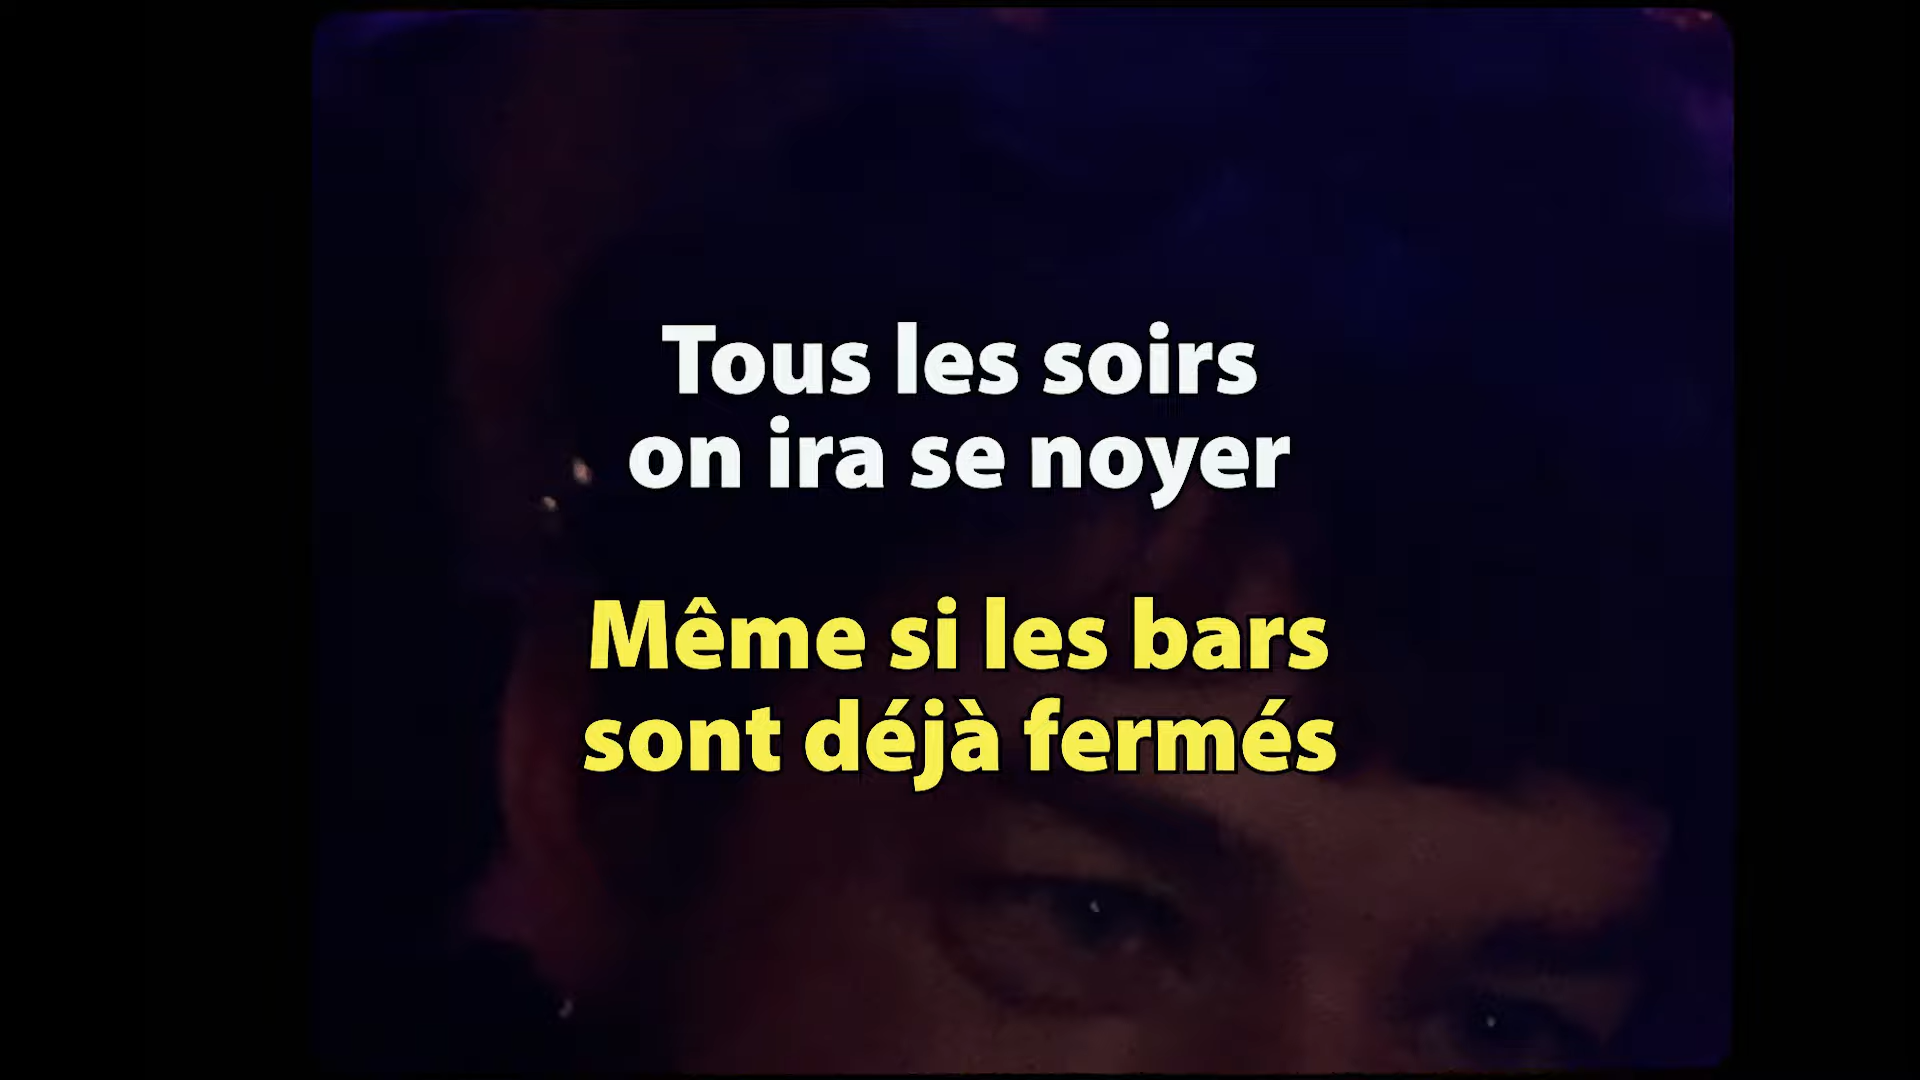 Tous les soirs
on ira se noyer
Même si les bars
sont déjà fermés